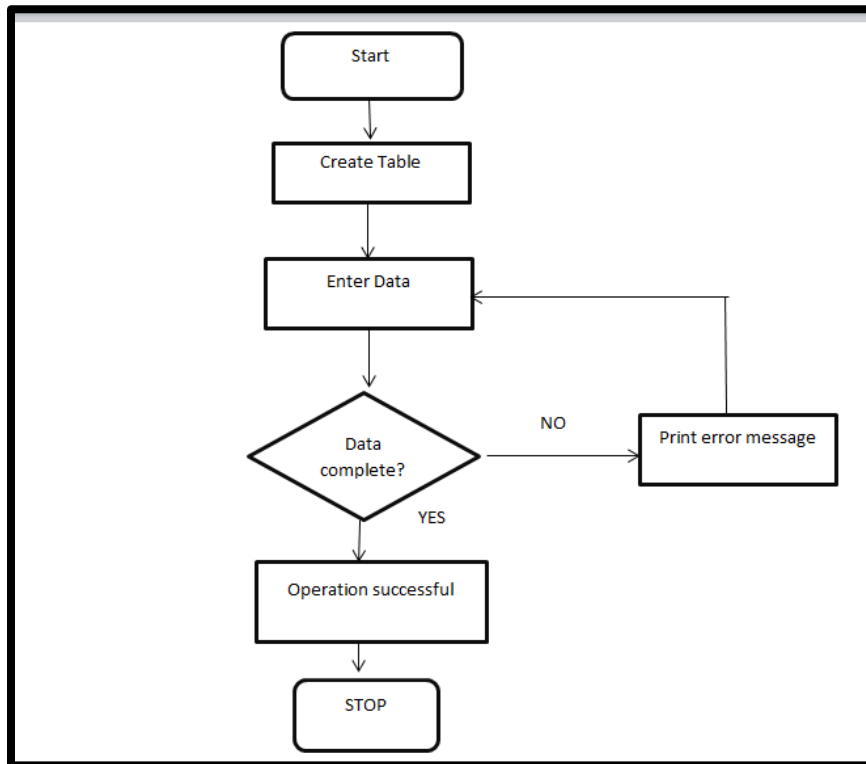 Start
Create Table
Enter Data
Data
complete?
NO
Print error message
YES
Operation successful
STOP